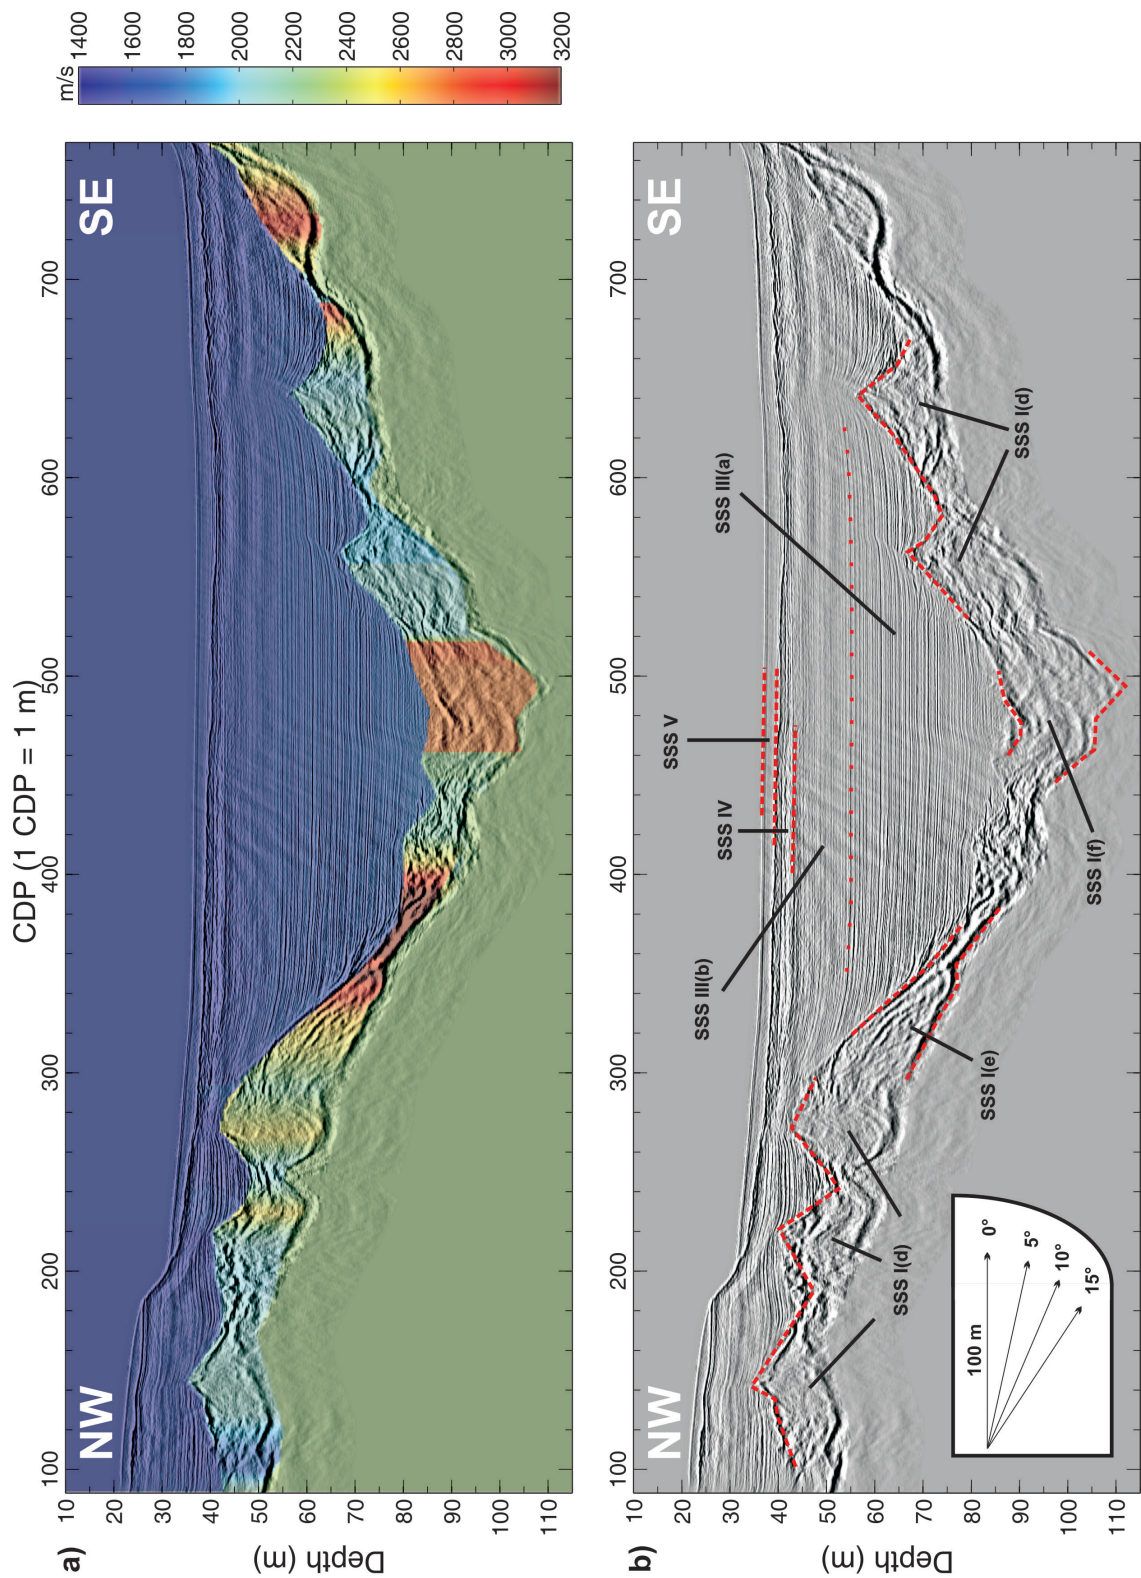 CDP (1 CDP = 1 m)
100 200 300 400 500 600 700
m/s
1400
1600
1800
2000
2200
2400
2600
2800
3000
3200
a)
NW
SE
Depth (m)
10
20
30
40
50
60
70
80
90
100
110
b)
100 200 300 400 500 600 700
NW
SE
Depth (m)
10
20
30
40
50
60
70
80
90
100
110
SSS V
SSS IV
SSS III(b)
SSS III(a)
SSS I(d)
SSS I(e)
SSS I(f)
SSS I(d)
100 m
0°
5°
10°
15°